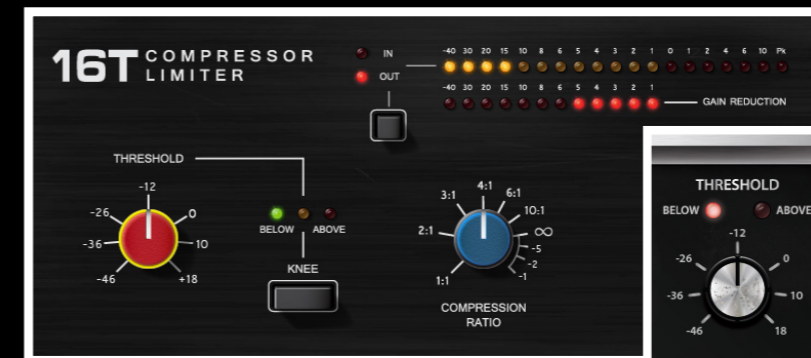 16T COMPRESSOR
LIMITER
IN
OUT
-40 30 20 15 10 8 6 5 4 3 2 1 0 1 2 4 6 10 Pk
-40 30 20 15 10 8 6 5 4 3 2 1
GAIN REDUCTION
THRESHOLD
-12
-26
0
-36
10
-46
+18
BELOW ABOVE
KNEE
4:1
3:1
6:1
2:1
10:1
∞
-5
-2
-1
1:1
COMPRESSION
RATIO
THRESHOLD
BELOW
ABOVE
-12
-26
0
-36
10
-46
18